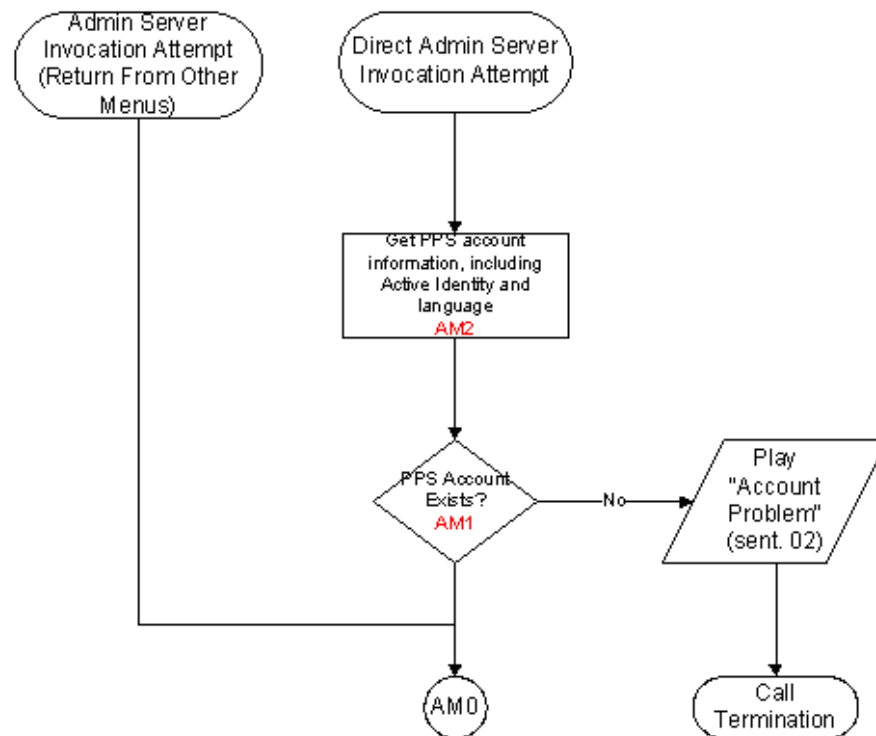 Admin Server
Invocation Attempt
(Return From Other
Menus)
Direct Admin Server
Invocation Attempt
Get PPS account
information, including
Active Identity and
language
AM2
PPS Account
Exists?
AM1
No
Play
"Account
Problem"
(sent. 02)
AM0
Call
Termination